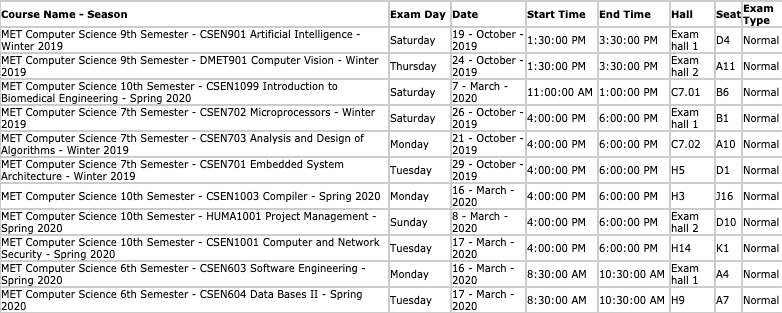 Course Name - Season Exam Day Date Start Time End Time Hall Seat Exam Type
MET Computer Science 9th Semester - CSEN901 Artificial Intelligence - Winter 2019 Saturday 19 - October - 2019 1:30:00 PM 3:30:00 PM Exam hall 1 D4 Normal
MET Computer Science 9th Semester - DMET901 Computer Vision - Winter 2019 Thursday 24 - October - 2019 1:30:00 PM 3:30:00 PM Exam hall 2 A11 Normal
MET Computer Science 10th Semester - CSEN1099 Introduction to Biomedical Engineering - Spring 2020 Saturday 7 - March - 2020 11:00:00 AM 1:00:00 PM C7.01 B6 Normal
MET Computer Science 7th Semester - CSEN702 Microprocessors - Winter 2019 Saturday 26 - October - 2019 4:00:00 PM 6:00:00 PM Exam hall 1 B1 Normal
MET Computer Science 7th Semester - CSEN703 Analysis and Design of Algorithms - Winter 2019 Monday 21 - October - 2019 4:00:00 PM 6:00:00 PM C7.02 A10 Normal
MET Computer Science 7th Semester - CSEN701 Embedded System Architecture - Winter 2019 Tuesday 29 - October - 2019 4:00:00 PM 6:00:00 PM H5 D1 Normal
MET Computer Science 10th Semester - CSEN1003 Compiler - Spring 2020 Monday 16 - March - 2020 4:00:00 PM 6:00:00 PM H3 J16 Normal
MET Computer Science 10th Semester - HUMA1001 Project Management - Spring 2020 Sunday 8 - March - 2020 4:00:00 PM 6:00:00 PM Exam hall 2 D10 Normal
MET Computer Science 10th Semester - CSEN1001 Computer and Network Security - Spring 2020 Tuesday 17 - March - 2020 4:00:00 PM 6:00:00 PM H14 K1 Normal
MET Computer Science 6th Semester - CSEN603 Software Engineering - Spring 2020 Monday 16 - March - 2020 8:30:00 AM 10:30:00 AM Exam hall 1 A4 Normal
MET Computer Science 6th Semester - CSEN604 Data Bases II - Spring 2020 Tuesday 17 - March - 2020 8:30:00 AM 10:30:00 AM H9 A7 Normal